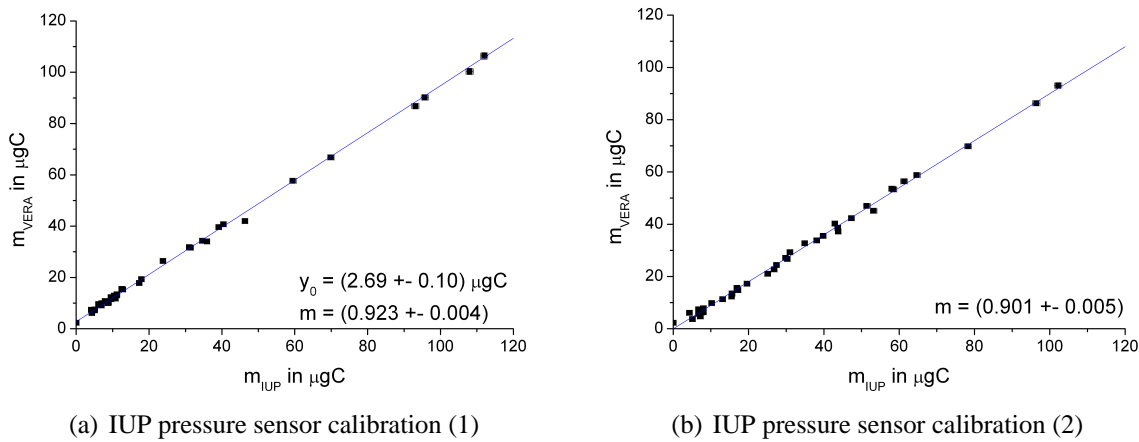 120
100
80
60
40
20
0
m_VERA in µgC
y_0 = (2.69 +- 0.10) µgC
m = (0.923 +- 0.004)
0 20 40 60 80 100 120
m_IUP in µgC
(a) IUP pressure sensor calibration (1)
120
100
80
60
40
20
0
m_VERA in µgC
m = (0.901 +- 0.005)
0 20 40 60 80 100 120
m_IUP in µgC
(b) IUP pressure sensor calibration (2)